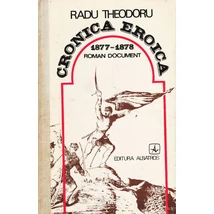 RADU THEODORU
CRONICA EROICA
1877-1878
ROMAN DOCUMENT
EDITURA ALBATROS